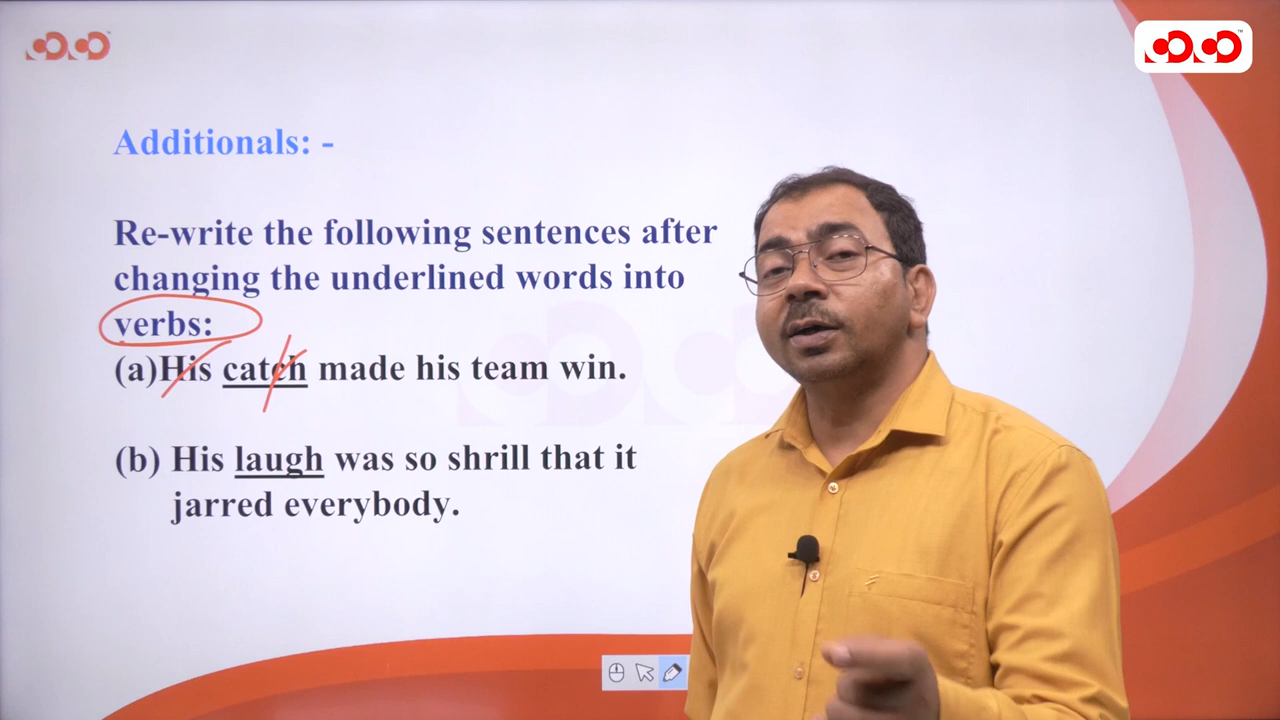 Additionals: -
Re-write the following sentences after
changing the underlined words into
verbs:
(a)His catch made his team win.
(b) His laugh was so shrill that it
jarred everybody.